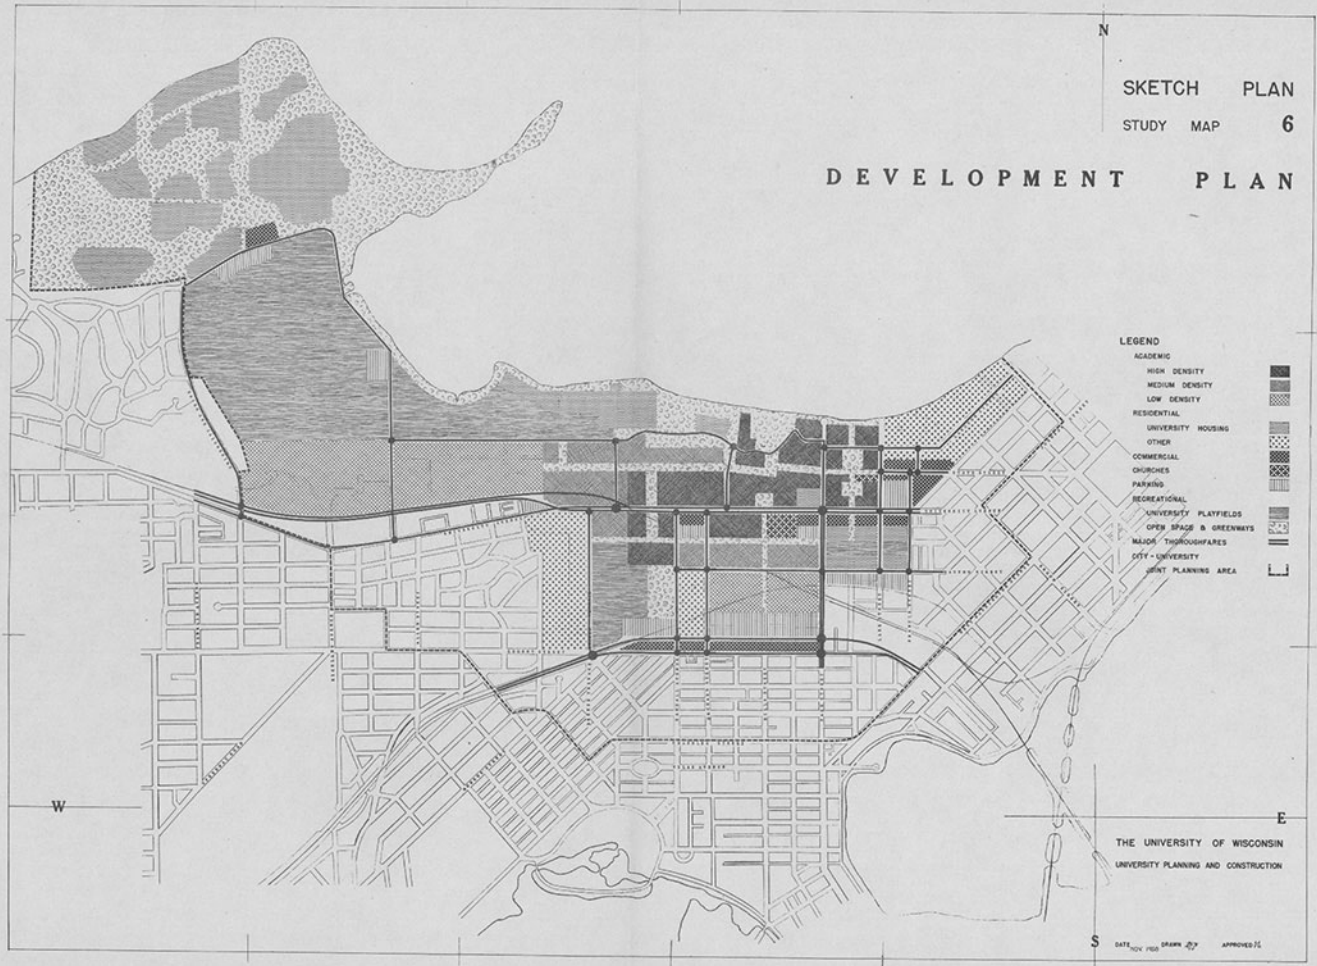 N
SKETCH PLAN
STUDY MAP 6
DEVELOPMENT PLAN
LEGEND
ACADEMIC
HIGH DENSITY
MEDIUM DENSITY
LOW DENSITY
RESIDENTIAL
UNIVERSITY HOUSING
OTHER
COMMERCIAL
CHURCHES
PARKING
RECREATIONAL
UNIVERSITY PLAYFIELDS
OPEN SPACE & GREENWAYS
MAJOR THOROUGHFARES
CITY - UNIVERSITY
JOINT PLANNING AREA
W
E
THE UNIVERSITY OF WISCONSIN
UNIVERSITY PLANNING AND CONSTRUCTION
S
DATE NOV. DRAWN APPROVED